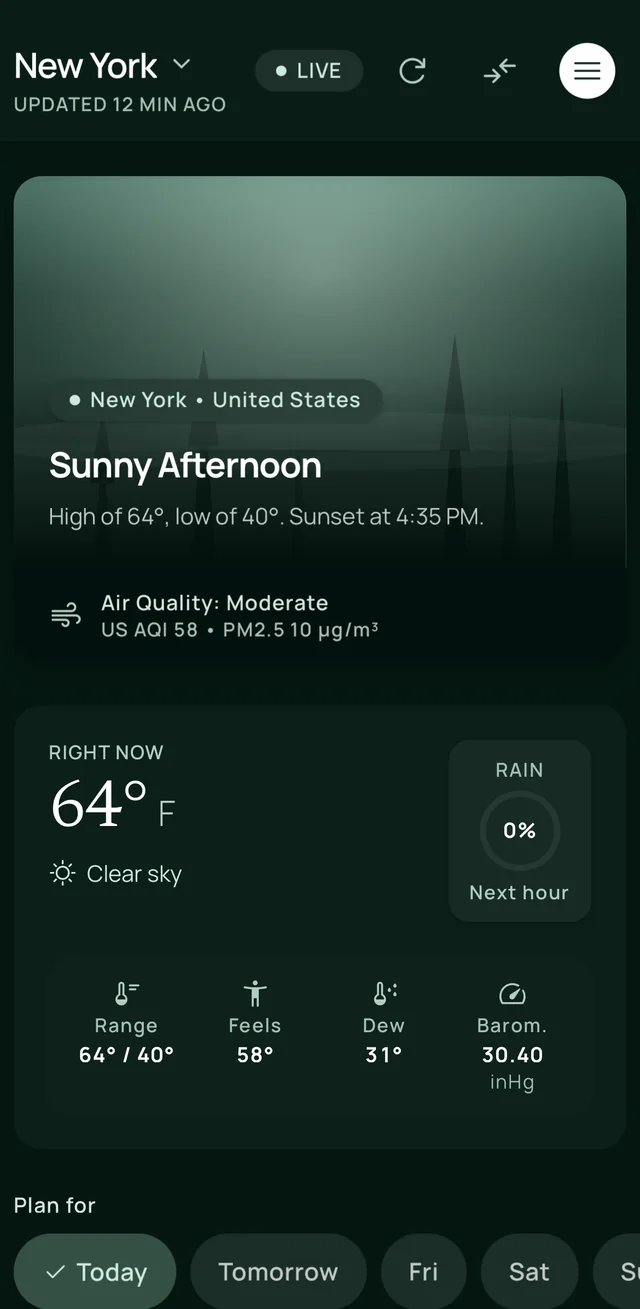 New York
LIVE
UPDATED 12 MIN AGO
New York • United States
Sunny Afternoon
High of 64°, low of 40°. Sunset at 4:35 PM.
Air Quality: Moderate
US AQI 58 • PM2.5 10 µg/m³
RIGHT NOW
64° F
Clear sky
RAIN
0%
Next hour
Range
64° / 40°
Feels
58°
Dew
31°
Barom.
30.40
inHg
Plan for
Today
Tomorrow
Fri
Sat